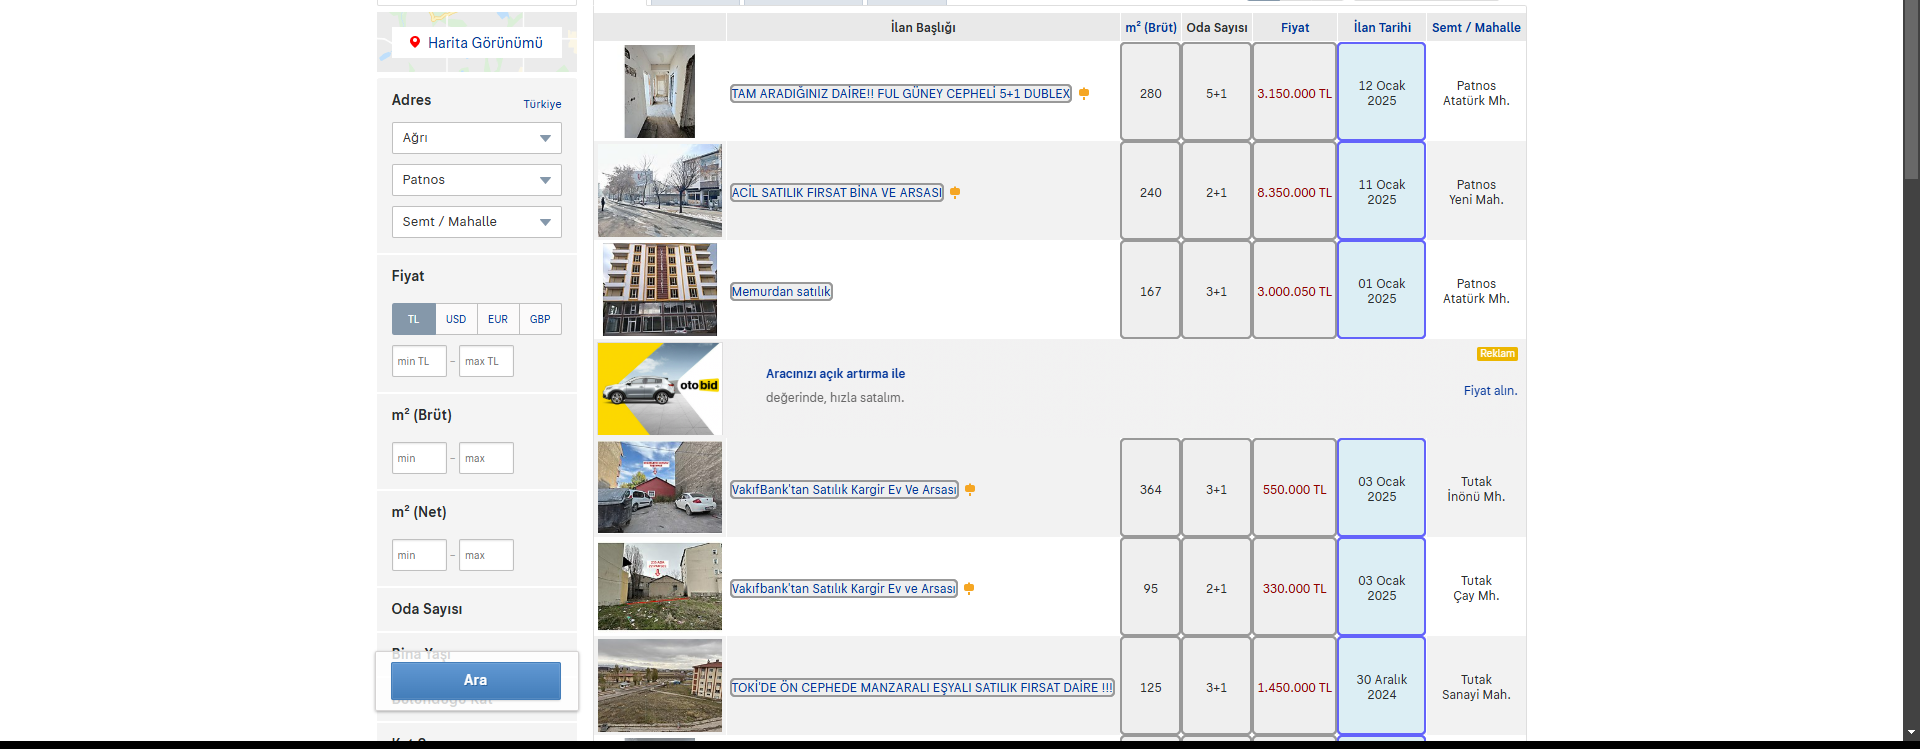 Harita Görünümü
Adres
Türkiye
Ağrı
Patnos
Semt / Mahalle
Fiyat
TL
USD
EUR
GBP
min TL
–
max TL
m² (Brüt)
min
–
max
m² (Net)
min
–
max
Oda Sayısı
Bina Yaşı
Ara
İlan Başlığı
m² (Brüt)
Oda Sayısı
Fiyat
İlan Tarihi
Semt / Mahalle
TAM ARADIĞINIZ DAİRE!! FUL GÜNEY CEPHELİ 5+1 DUBLEX
280
5+1
3.150.000 TL
12 Ocak
2025
Patnos
Atatürk Mh.
ACİL SATILIK FIRSAT BİNA VE ARSASI
240
2+1
8.350.000 TL
11 Ocak
2025
Patnos
Yeni Mah.
Memurdan satılık
167
3+1
3.000.050 TL
01 Ocak
2025
Patnos
Atatürk Mh.
otobid
Aracınızı açık artırma ile
değerinde, hızla satalım.
Reklam
Fiyat alın.
VakıfBank'tan Satılık Kargir Ev Ve Arsası
364
3+1
550.000 TL
03 Ocak
2025
Tutak
İnönü Mh.
Vakıfbank'tan Satılık Kargir Ev ve Arsası
95
2+1
330.000 TL
03 Ocak
2025
Tutak
Çay Mh.
TOKİ'DE ÖN CEPHEDE MANZARALI EŞYALI SATILIK FIRSAT DAİRE !!!
125
3+1
1.450.000 TL
30 Aralık
2024
Tutak
Sanayi Mah.